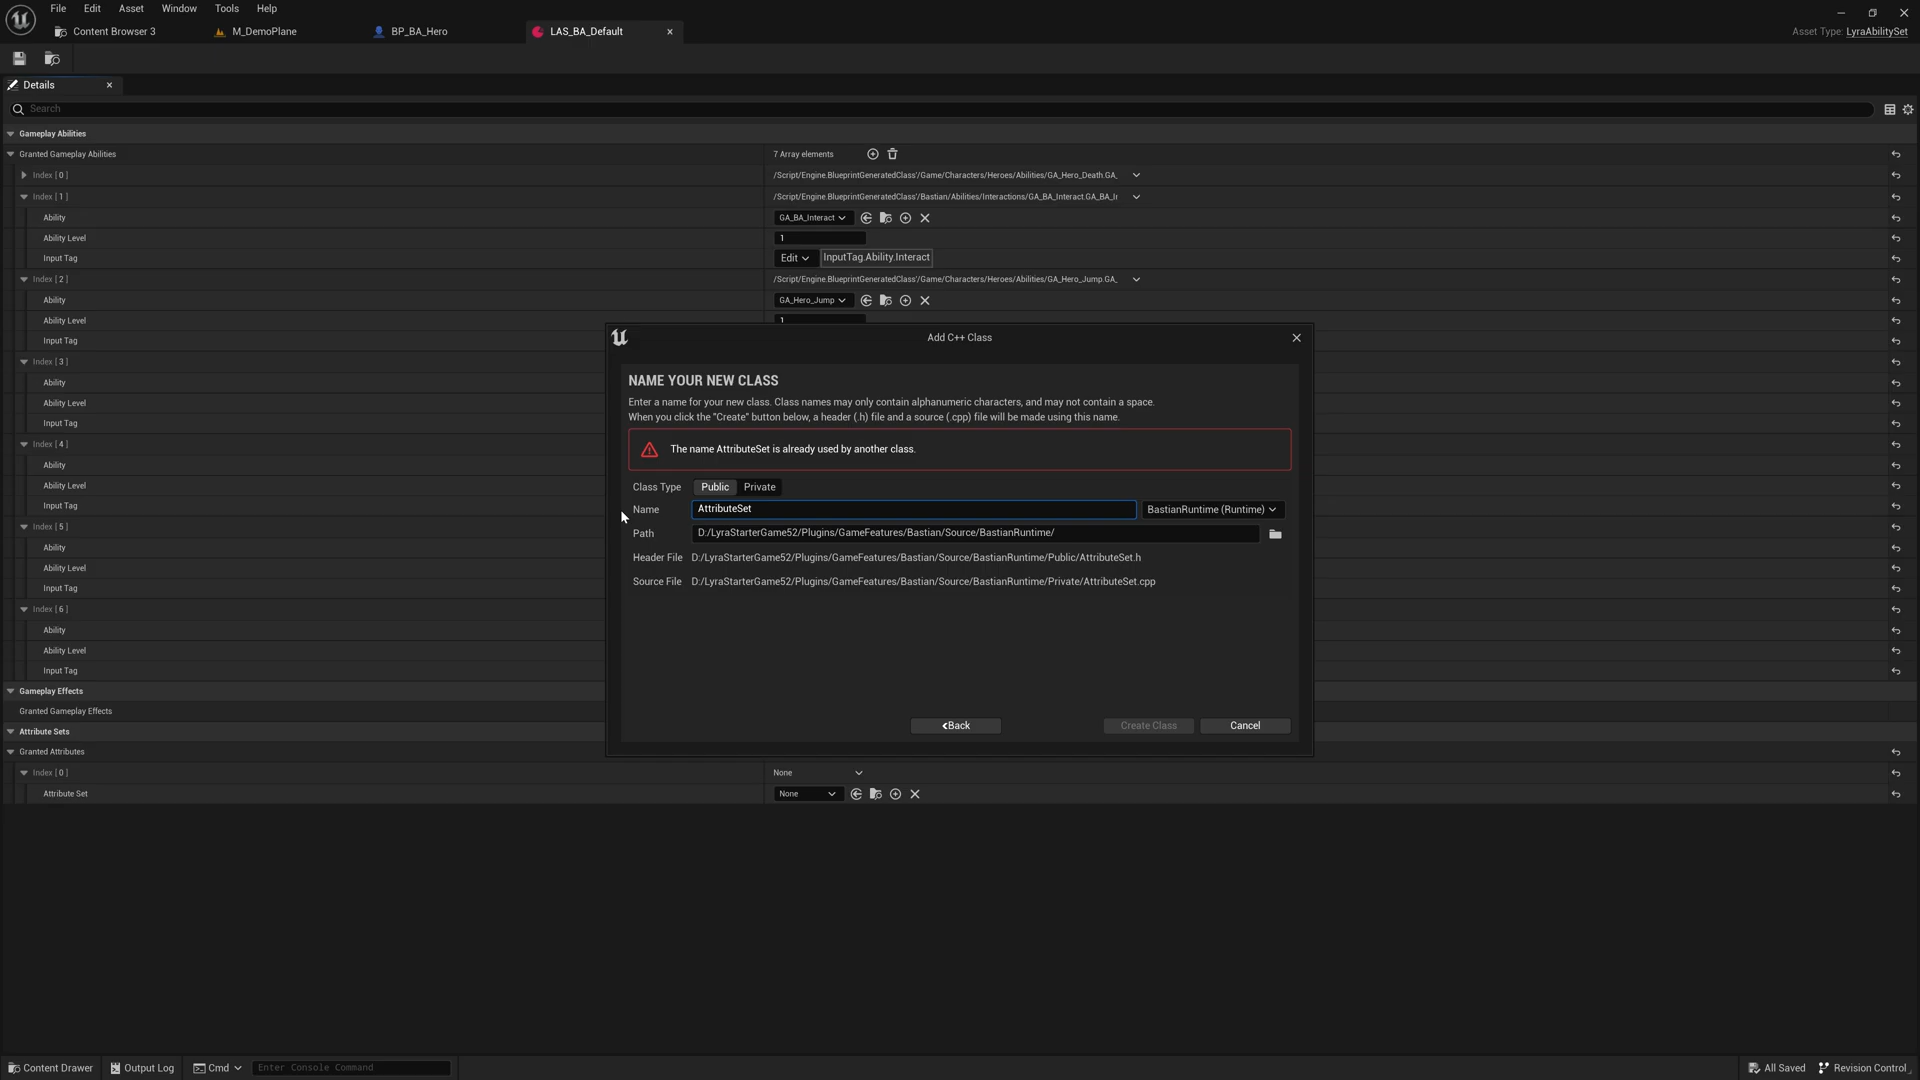 File Edit Asset Window Tools Help
Content Browser 3 M_DemoPlane BP_BA_Hero LAS_BA_Default Asset Type: LyraAbilitySet
Details
Search
Gameplay Abilities
Granted Gameplay Abilities 7 Array elements
Index [ 0 ] /Script/Engine.BlueprintGeneratedClass'/Game/Characters/Heroes/Abilities/GA_Hero_Death.GA_
Index [ 1 ] /Script/Engine.BlueprintGeneratedClass'/Bastian/Abilities/Interactions/GA_BA_Interact.GA_BA_Ir
Ability GA_BA_Interact
Ability Level 1
Input Tag Edit InputTag.Ability.Interact
Index [ 2 ] /Script/Engine.BlueprintGeneratedClass'/Game/Characters/Heroes/Abilities/GA_Hero_Jump.GA_
Ability GA_Hero_Jump
Ability Level 1
Input Tag
Index [ 3 ]
Ability
Ability Level
Input Tag
Index [ 4 ]
Ability
Ability Level
Input Tag
Index [ 5 ]
Ability
Ability Level
Input Tag
Index [ 6 ]
Ability
Ability Level
Input Tag
Gameplay Effects
Granted Gameplay Effects
Attribute Sets
Granted Attributes
Index [ 0 ] None
Attribute Set None
Add C++ Class
NAME YOUR NEW CLASS
Enter a name for your new class. Class names may only contain alphanumeric characters, and may not contain a space.
When you click the "Create" button below, a header (.h) file and a source (.cpp) file will be made using this name.
The name AttributeSet is already used by another class.
Class Type Public Private
Name AttributeSet BastianRuntime (Runtime)
Path D:/LyraStarterGame52/Plugins/GameFeatures/Bastian/Source/BastianRuntime/
Header File D:/LyraStarterGame52/Plugins/GameFeatures/Bastian/Source/BastianRuntime/Public/AttributeSet.h
Source File D:/LyraStarterGame52/Plugins/GameFeatures/Bastian/Source/BastianRuntime/Private/AttributeSet.cpp
Back Create Class Cancel
Content Drawer Output Log Cmd Enter Console Command All Saved Revision Control